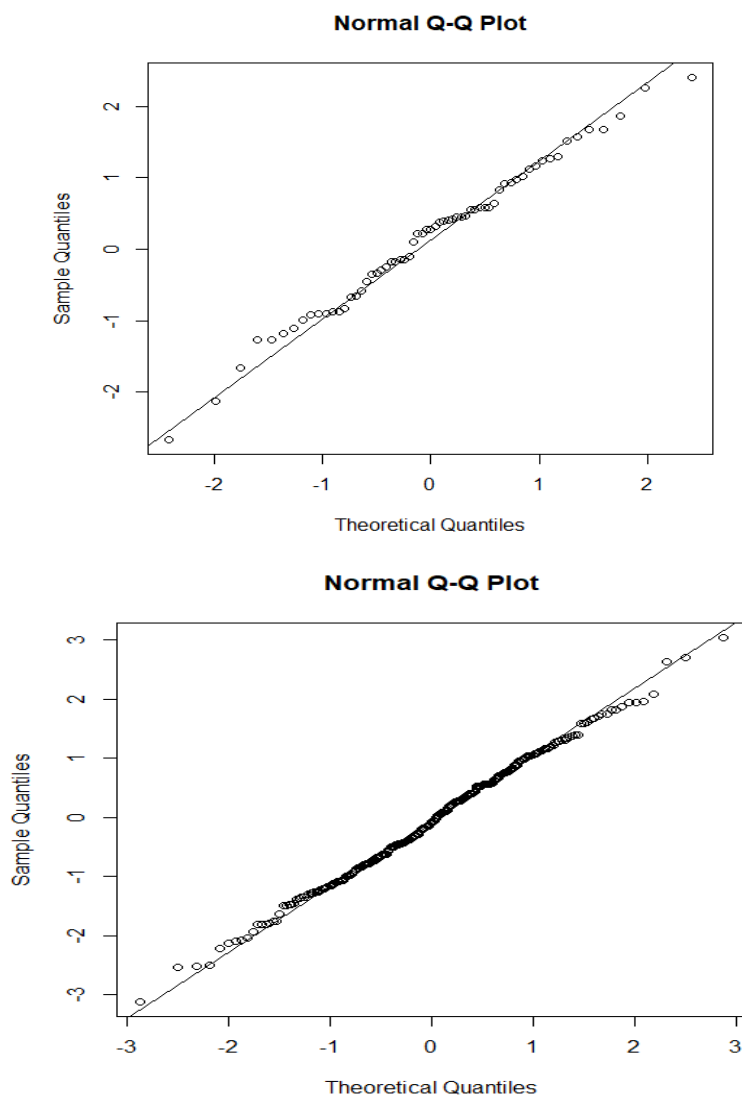 Normal Q-Q Plot
Sample Quantiles
2
1
0
-1
-2
-2 -1 0 1 2
Theoretical Quantiles
Normal Q-Q Plot
Sample Quantiles
3
2
1
0
-1
-2
-3
-3 -2 -1 0 1 2 3
Theoretical Quantiles